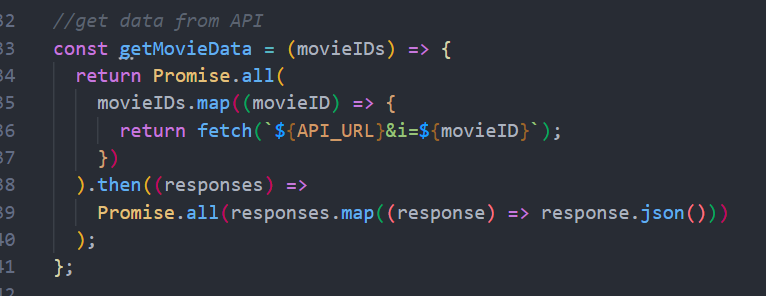 32 //get data from API
33 const getMovieData = (movieIDs) => {
34 return Promise.all(
35 movieIDs.map((movieID) => {
36 return fetch(`${API_URL}&i=${movieID}`);
37 })
38 ).then((responses) =>
39 Promise.all(responses.map((response) => response.json()))
40 );
41 };
42